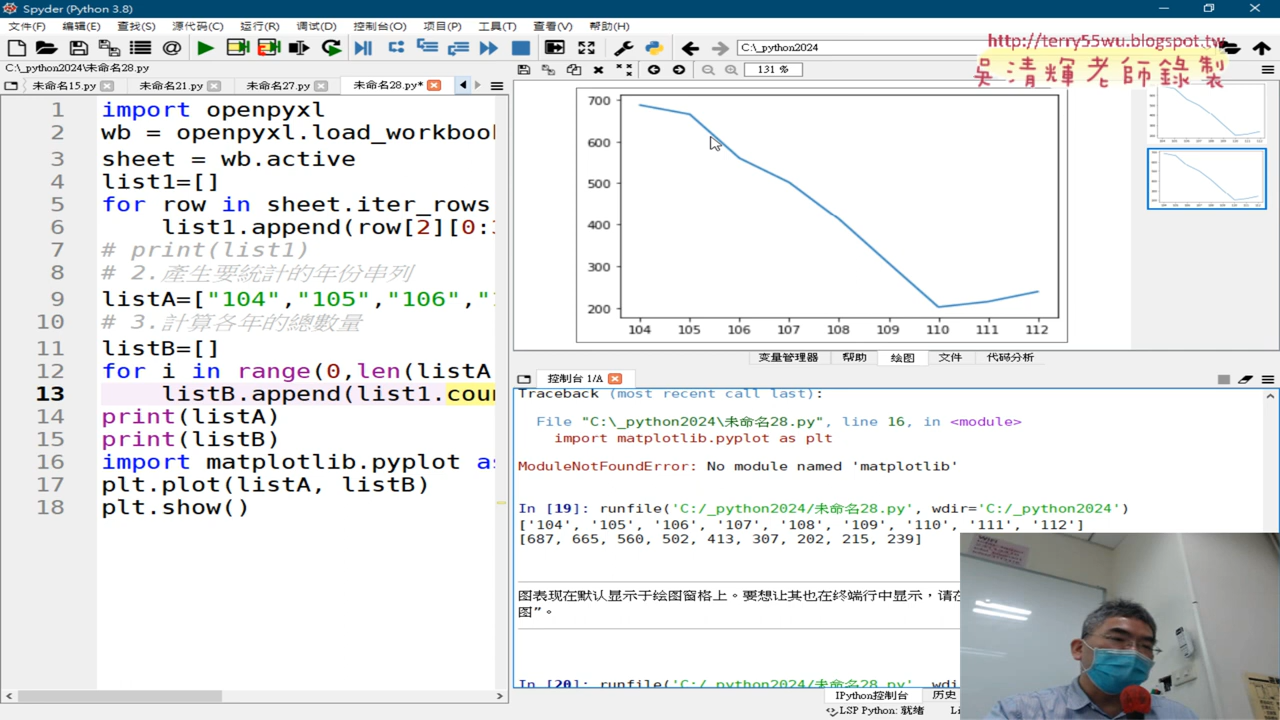 Spyder (Python 3.8)
文件(F) 编辑(E) 查找(S) 源代码(C) 运行(R) 调试(D) 控制台(O) 项目(P) 工具(T) 查看(V) 帮助(H)
C:\_python2024
http://terry55wu.blogspot.tw
吳清輝老師錄製
C:\_python2024\未命名28.py
131 %
未命名15.py 未命名21.py 未命名27.py 未命名28.py*
1 import openpyxl
2 wb = openpyxl.load_workbook
3 sheet = wb.active
4 list1=[]
5 for row in sheet.iter_rows
6 list1.append(row[2][0:
7 # print(list1)
8 # 2.產生要統計的年份串列
9 listA=["104","105","106","
10 # 3.計算各年的總數量
11 listB=[]
12 for i in range(0,len(listA
13 listB.append(list1.coun
14 print(listA)
15 print(listB)
16 import matplotlib.pyplot as
17 plt.plot(listA, listB)
18 plt.show()
700
600
500
400
300
200
104 105 106 107 108 109 110 111 112
变量管理器 帮助 绘图 文件 代码分析
控制台 1/A
Traceback (most recent call last):
File "C:\_python2024\未命名28.py", line 16, in <module>
import matplotlib.pyplot as plt
ModuleNotFoundError: No module named 'matplotlib'
In [19]: runfile('C:/_python2024/未命名28.py', wdir='C:/_python2024')
['104', '105', '106', '107', '108', '109', '110', '111', '112']
[687, 665, 560, 502, 413, 307, 202, 215, 239]
图表现在默认显示于绘图窗格上。要想让其也在终端行中显示，请在
图”。
In [20]: runfile('C:/_python2024/未命名28.py', wdir
IPython控制台 历史
LSP Python: 就绪